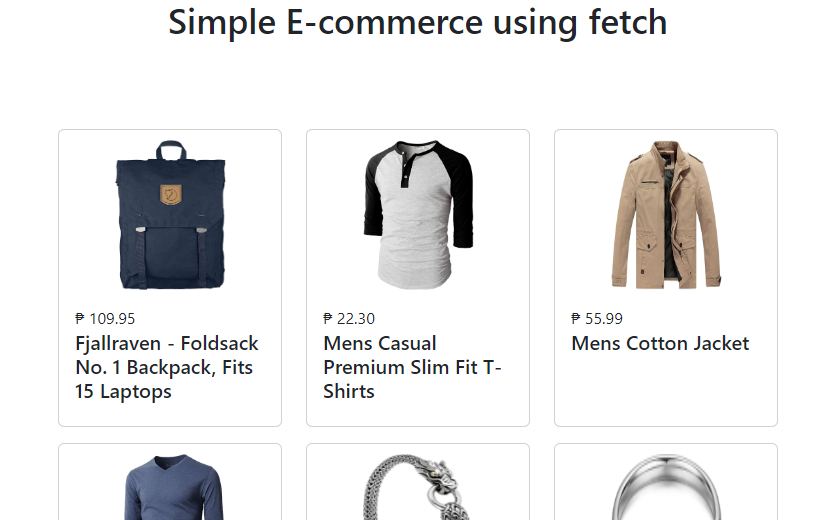 Simple E-commerce using fetch
₱ 109.95
Fjallraven - Foldsack
No. 1 Backpack, Fits
15 Laptops
₱ 22.30
Mens Casual
Premium Slim Fit T-
Shirts
₱ 55.99
Mens Cotton Jacket